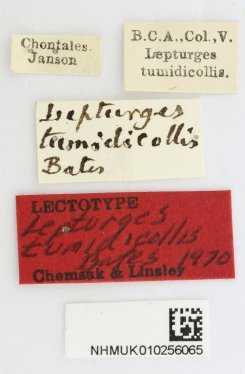 Chontales.
Janson
B.C.A.,Col.,V.
Lepturges
tumidicollis.
Lepturges
tumidicollis
Bates
LECTOTYPE
Lepturges
tumidicollis
Bates 1970
Chemsak & Linsley
NHMUK010256065